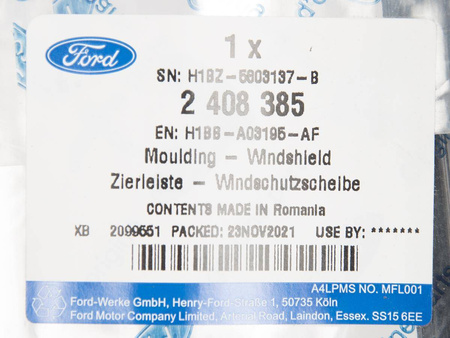 Ford
1 x
SN: H1BZ-5603137-B
2 408 385
EN: H1BB-A03195-AF
Moulding - Windshield
Zierleiste - Windschutzscheibe
CONTENTS MADE IN Romania
XB 2099551 PACKED: 23NOV2021 USE BY: *******
A4LPMS NO. MFL001
Ford-Werke GmbH, Henry-Ford-Straße 1, 50735 Köln
Ford Motor Company Limited, Arterial Road, Laindon, Essex. SS15 6EE